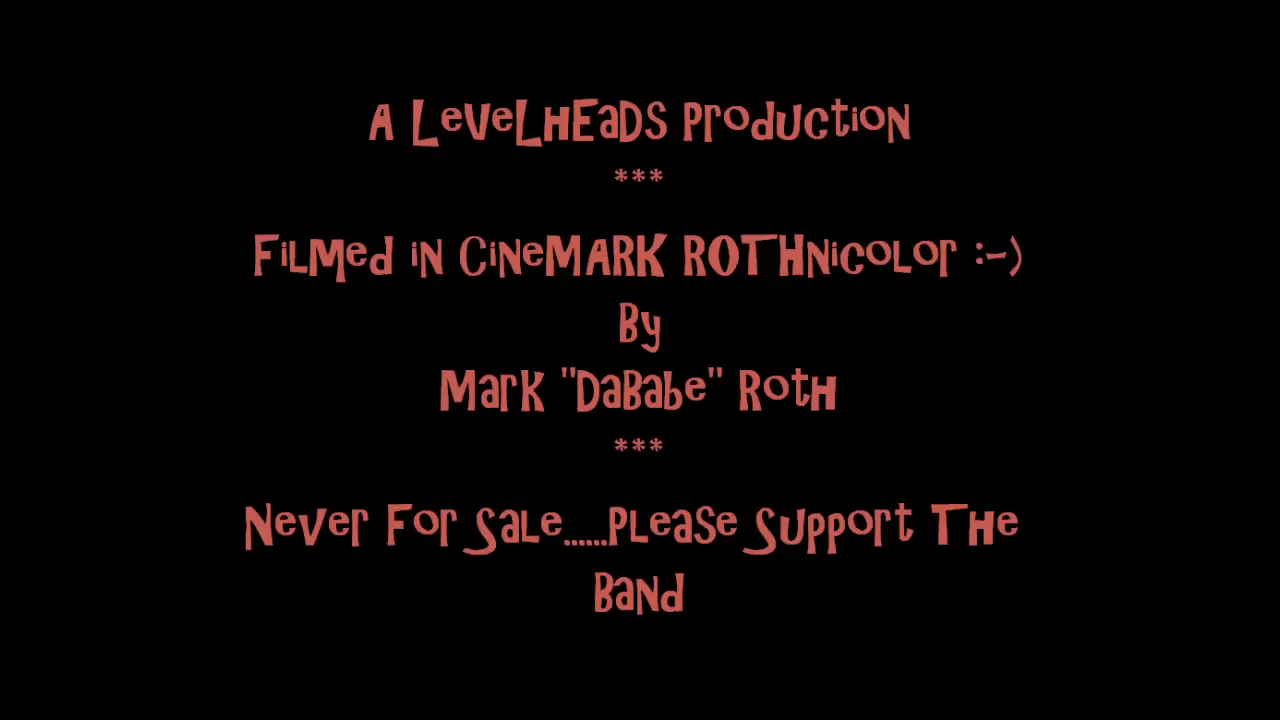 A LeveLHEaDS Production
***
Filmed in CineMARK ROTHnicolor :-)
By
Mark "DaBabe" Roth
***
Never For Sale......Please Support The
Band